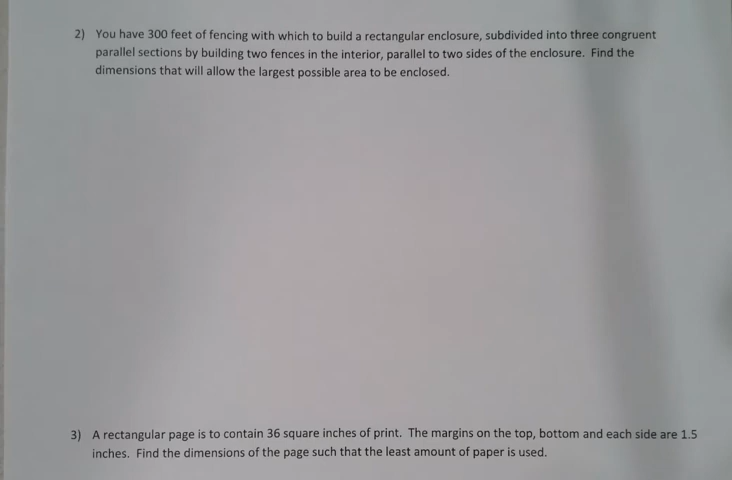 2) You have 300 feet of fencing with which to build a rectangular enclosure, subdivided into three congruent
parallel sections by building two fences in the interior, parallel to two sides of the enclosure. Find the
dimensions that will allow the largest possible area to be enclosed.
3) A rectangular page is to contain 36 square inches of print. The margins on the top, bottom and each side are 1.5
inches. Find the dimensions of the page such that the least amount of paper is used.